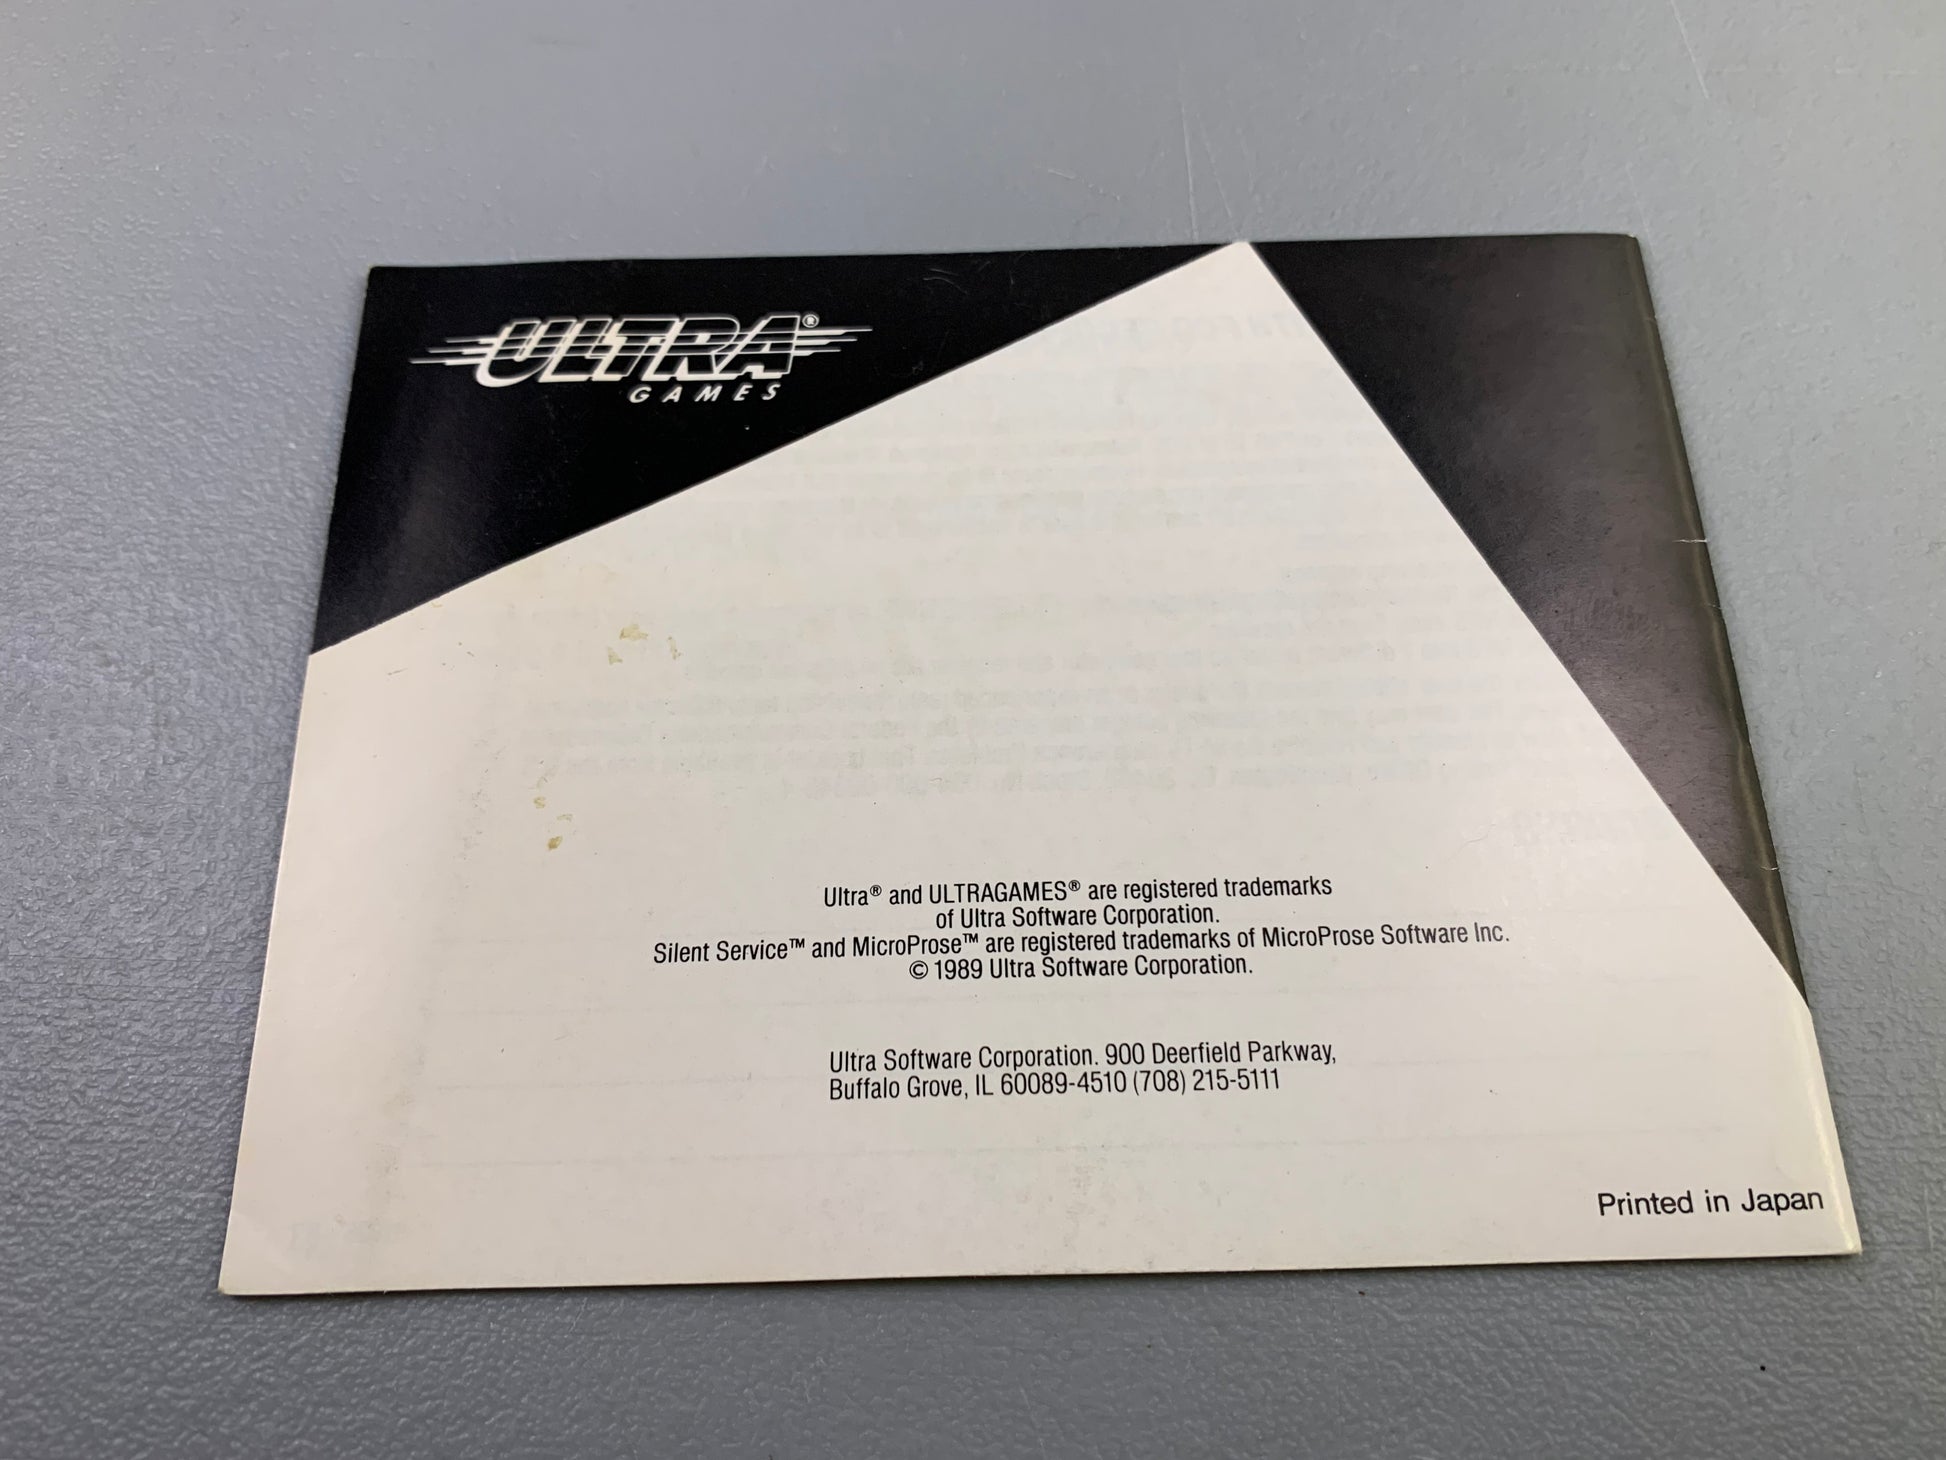 ULTRA®
GAMES
Ultra® and ULTRAGAMES® are registered trademarks
of Ultra Software Corporation.
Silent Service™ and MicroProse™ are registered trademarks of MicroProse Software Inc.
© 1989 Ultra Software Corporation.
Ultra Software Corporation. 900 Deerfield Parkway,
Buffalo Grove, IL 60089-4510 (708) 215-5111
Printed in Japan